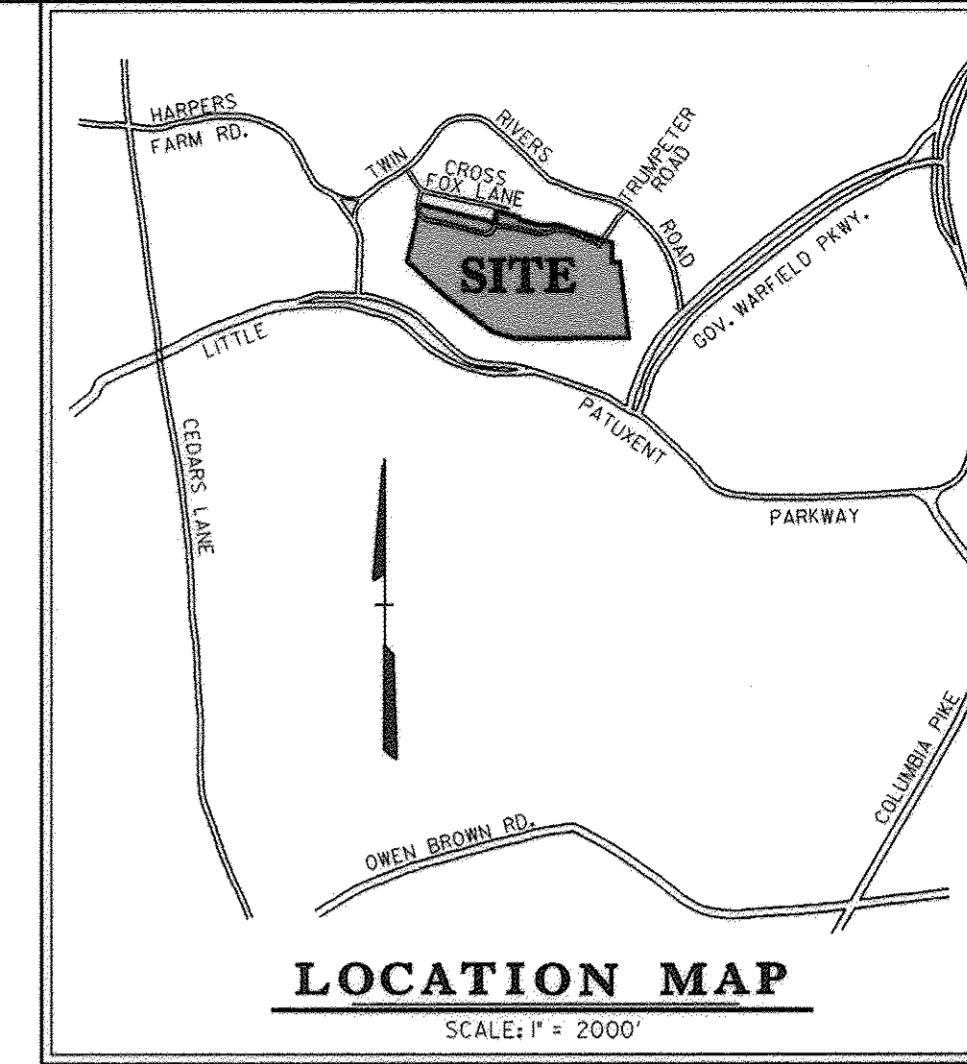 HARPERS
FARM RD.
TWIN
RIVERS
ROAD
CROSS
FOX LANE
TRUMPETER
ROAD
SITE
GOV. WARFIELD PKWY.
LITTLE
PATUXENT
PARKWAY
CEDARS LANE
COLUMBIA PIKE
OWEN BROWN RD.
LOCATION MAP
SCALE: 1" = 2000'